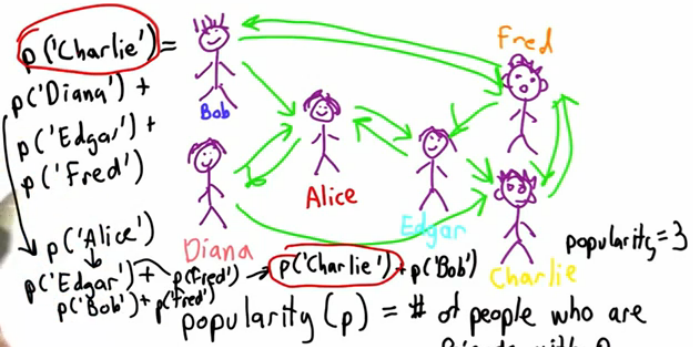 p('Charlie') =
p('Diana') +
p('Edgar') +
p('Fred')
p('Alice')
p('Edgar') + p(fred') → p('Charlie') + p('Bob')
p('Bob') + p('fred')
Bob
Fred
Alice
Edgar
Diana
Charlie
popularity=3
popularity(p) = # of people who are